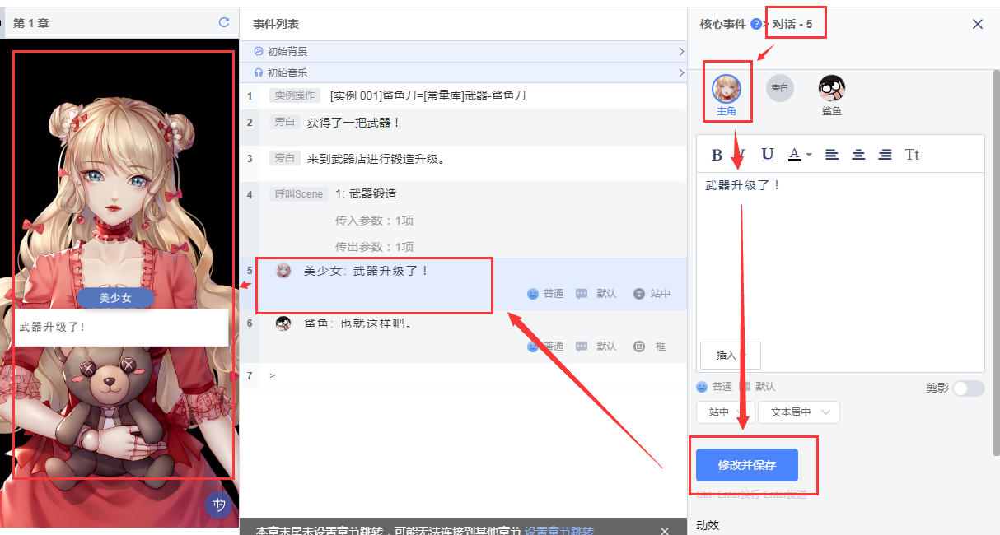 第 1 章
美少女
武器升级了！
事件列表
初始背景
初始音乐
1 实例操作 [实例 001]鲨鱼刀=[常量库]武器-鲨鱼刀
2 旁白 获得了一把武器！
3 旁白 来到武器店进行锻造升级。
4 呼叫Scene 1: 武器锻造
传入参数：1项
传出参数：1项
5 美少女: 武器升级了！
普通 默认 站中
6 鲨鱼: 也就这样吧。
普通 默认 框
7 >
本章末尾未设置章节跳转，可能无法连接到其他章节 设置章节跳转
核心事件 ? > 对话 - 5
主角 旁白 鲨鱼
B U A Tt
武器升级了！
插入
普通 默认 剪影
站中 文本居中
修改并保存
Ctrl+Enter换行 Enter发送
动效